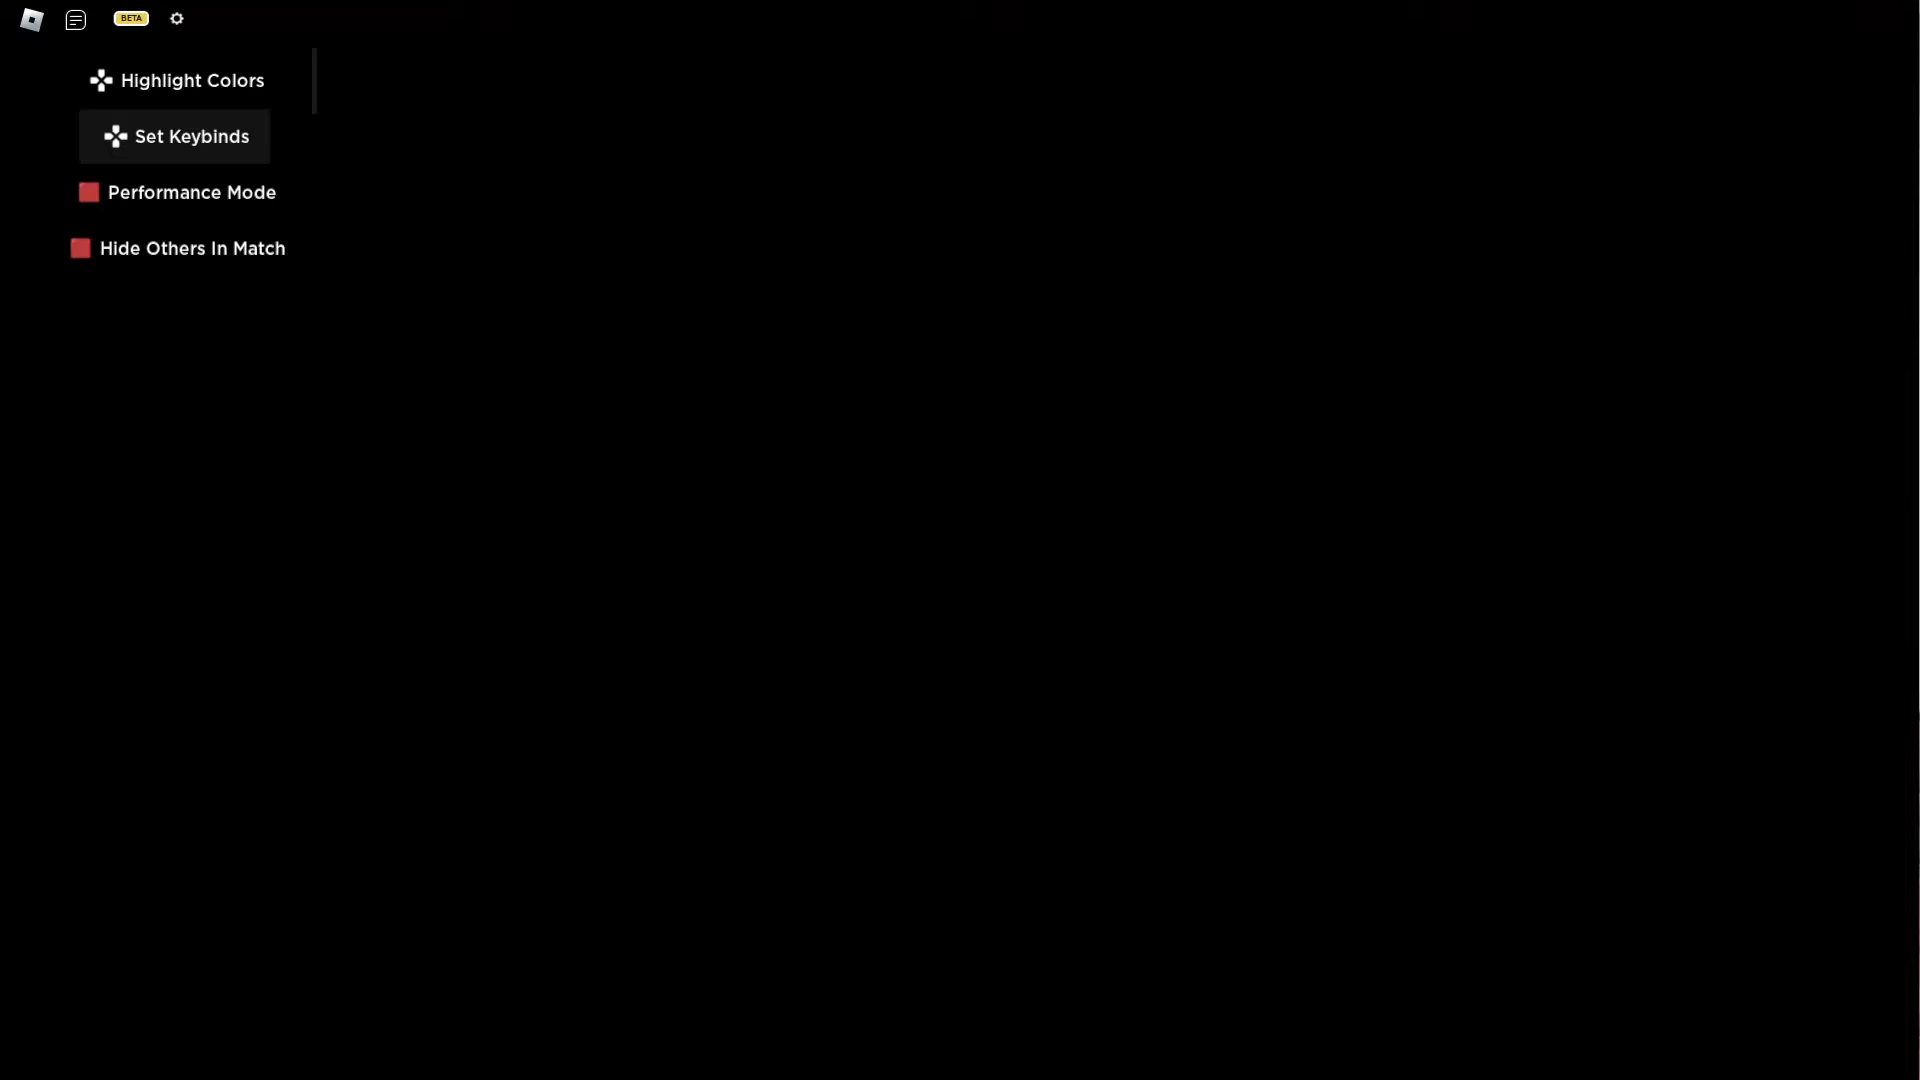 BETA
Highlight Colors
Set Keybinds
Performance Mode
Hide Others In Match